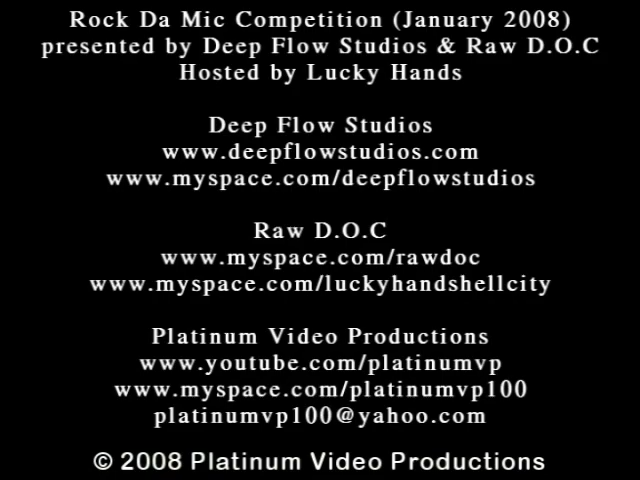 Rock Da Mic Competition (January 2008)
presented by Deep Flow Studios & Raw D.O.C
Hosted by Lucky Hands
Deep Flow Studios
www.deepflowstudios.com
www.myspace.com/deepflowstudios
Raw D.O.C
www.myspace.com/rawdoc
www.myspace.com/luckyhandshellcity
Platinum Video Productions
www.youtube.com/platinumvp
www.myspace.com/platinumvp100
platinumvp100@yahoo.com
© 2008 Platinum Video Productions